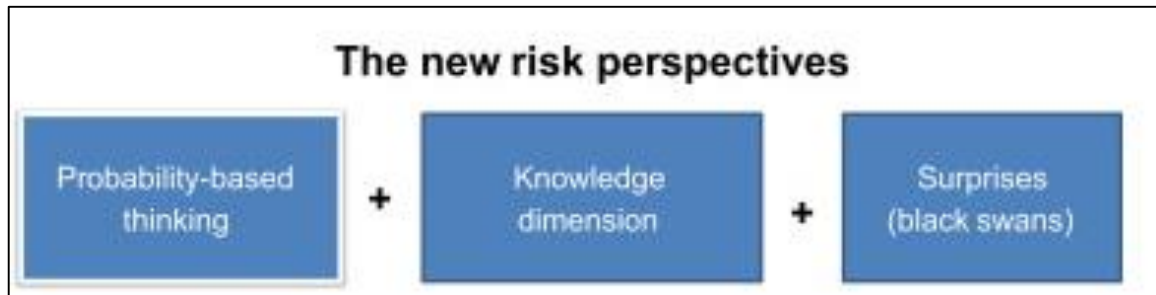 The new risk perspectives
Probability-based
thinking
+
Knowledge
dimension
+
Surprises
(black swans)